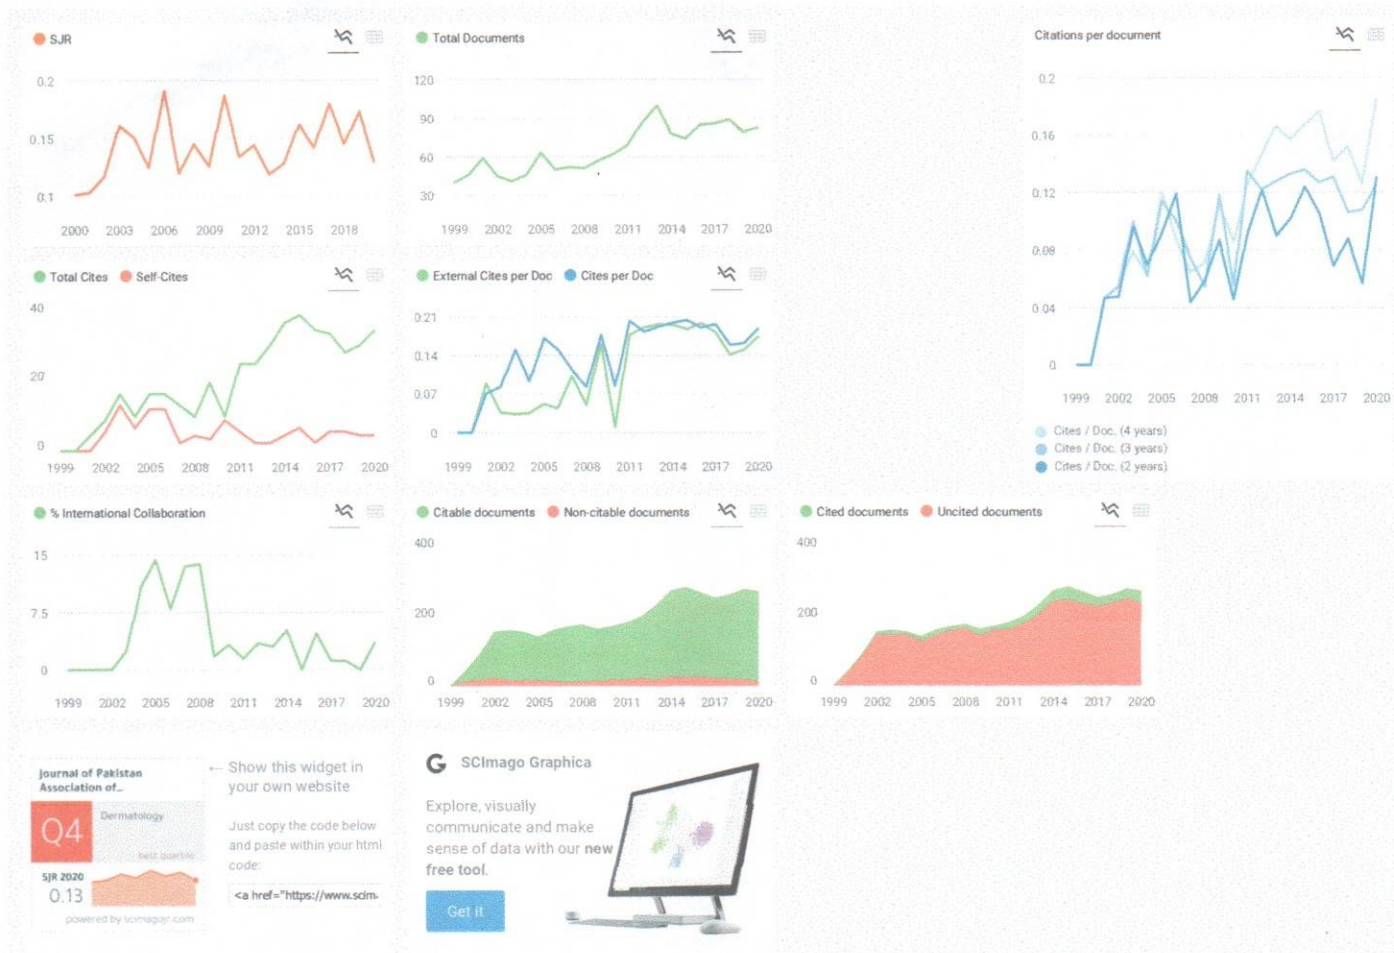 SJR
0.2
0.15
0.1
2000 2003 2006 2009 2012 2015 2018
Total Documents
120
90
60
30
1999 2002 2005 2008 2011 2014 2017 2020
Citations per document
0.2
0.16
0.12
0.08
0.04
0
1999 2002 2005 2008 2011 2014 2017 2020
Cites / Doc. (4 years)
Cites / Doc. (3 years)
Cites / Doc. (2 years)
Total Cites Self-Cites
40
20
0
1999 2002 2005 2008 2011 2014 2017 2020
External Cites per Doc Cites per Doc
0.21
0.14
0.07
0
1999 2002 2005 2008 2011 2014 2017 2020
% International Collaboration
15
7.5
0
1999 2002 2005 2008 2011 2014 2017 2020
Citable documents Non-citable documents
400
200
0
1999 2002 2005 2008 2011 2014 2017 2020
Cited documents Uncited documents
400
200
0
1999 2002 2005 2008 2011 2014 2017 2020
Journal of Pakistan
Association of...
Q4
Dermatology
best quartile
SJR 2020
0.13
powered by scimagojr.com
← Show this widget in
your own website
Just copy the code below
and paste within your html
code:
<a href="https://www.scim
G SCImago Graphica
Explore, visually
communicate and make
sense of data with our new
free tool.
Get it